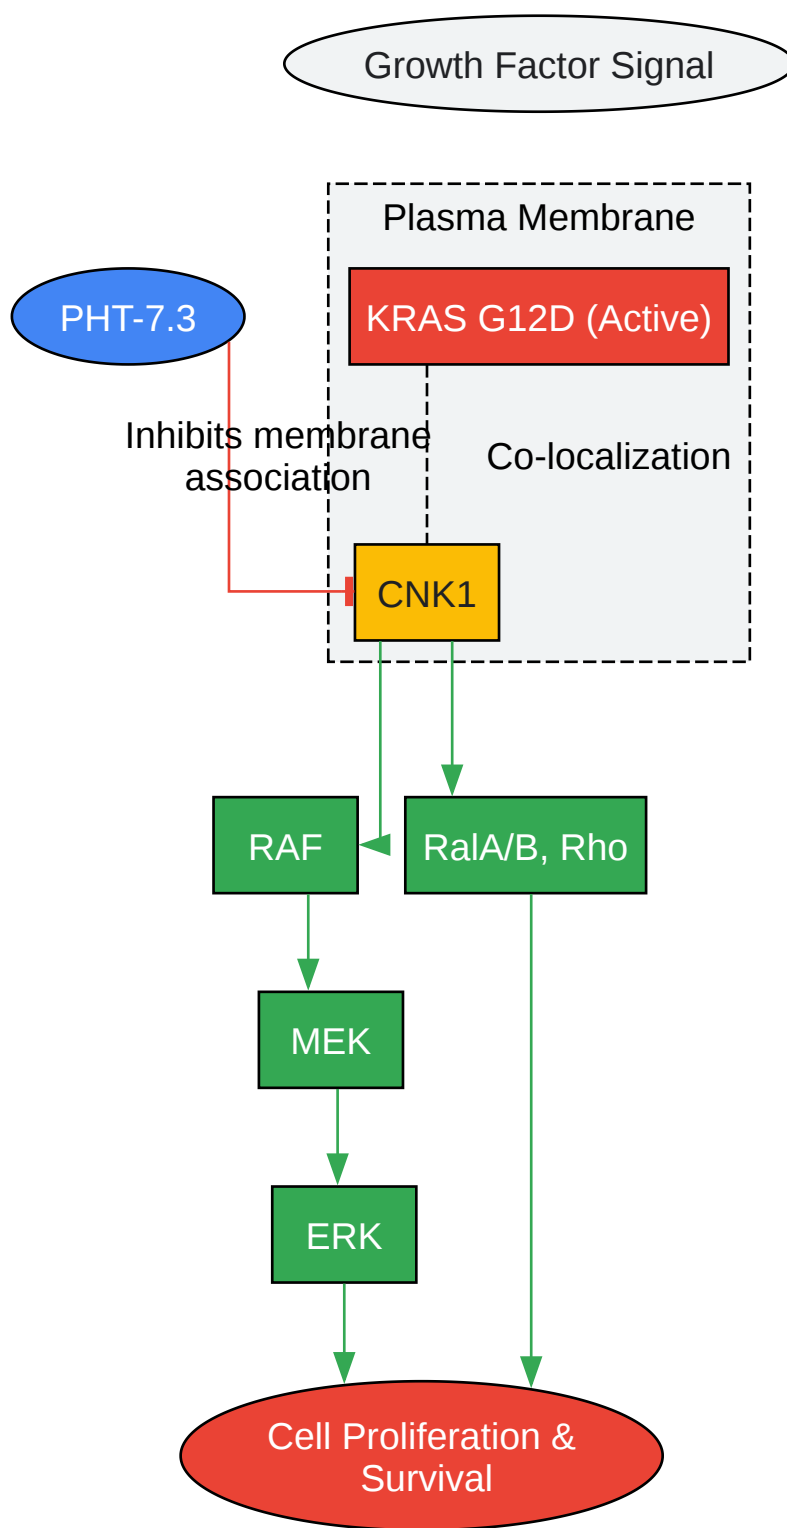 Growth Factor Signal
Plasma Membrane
PHT-7.3
KRAS G12D (Active)
Inhibits membrane
association
Co-localization
CNK1
RAF
RalA/B, Rho
MEK
ERK
Cell Proliferation &
Survival